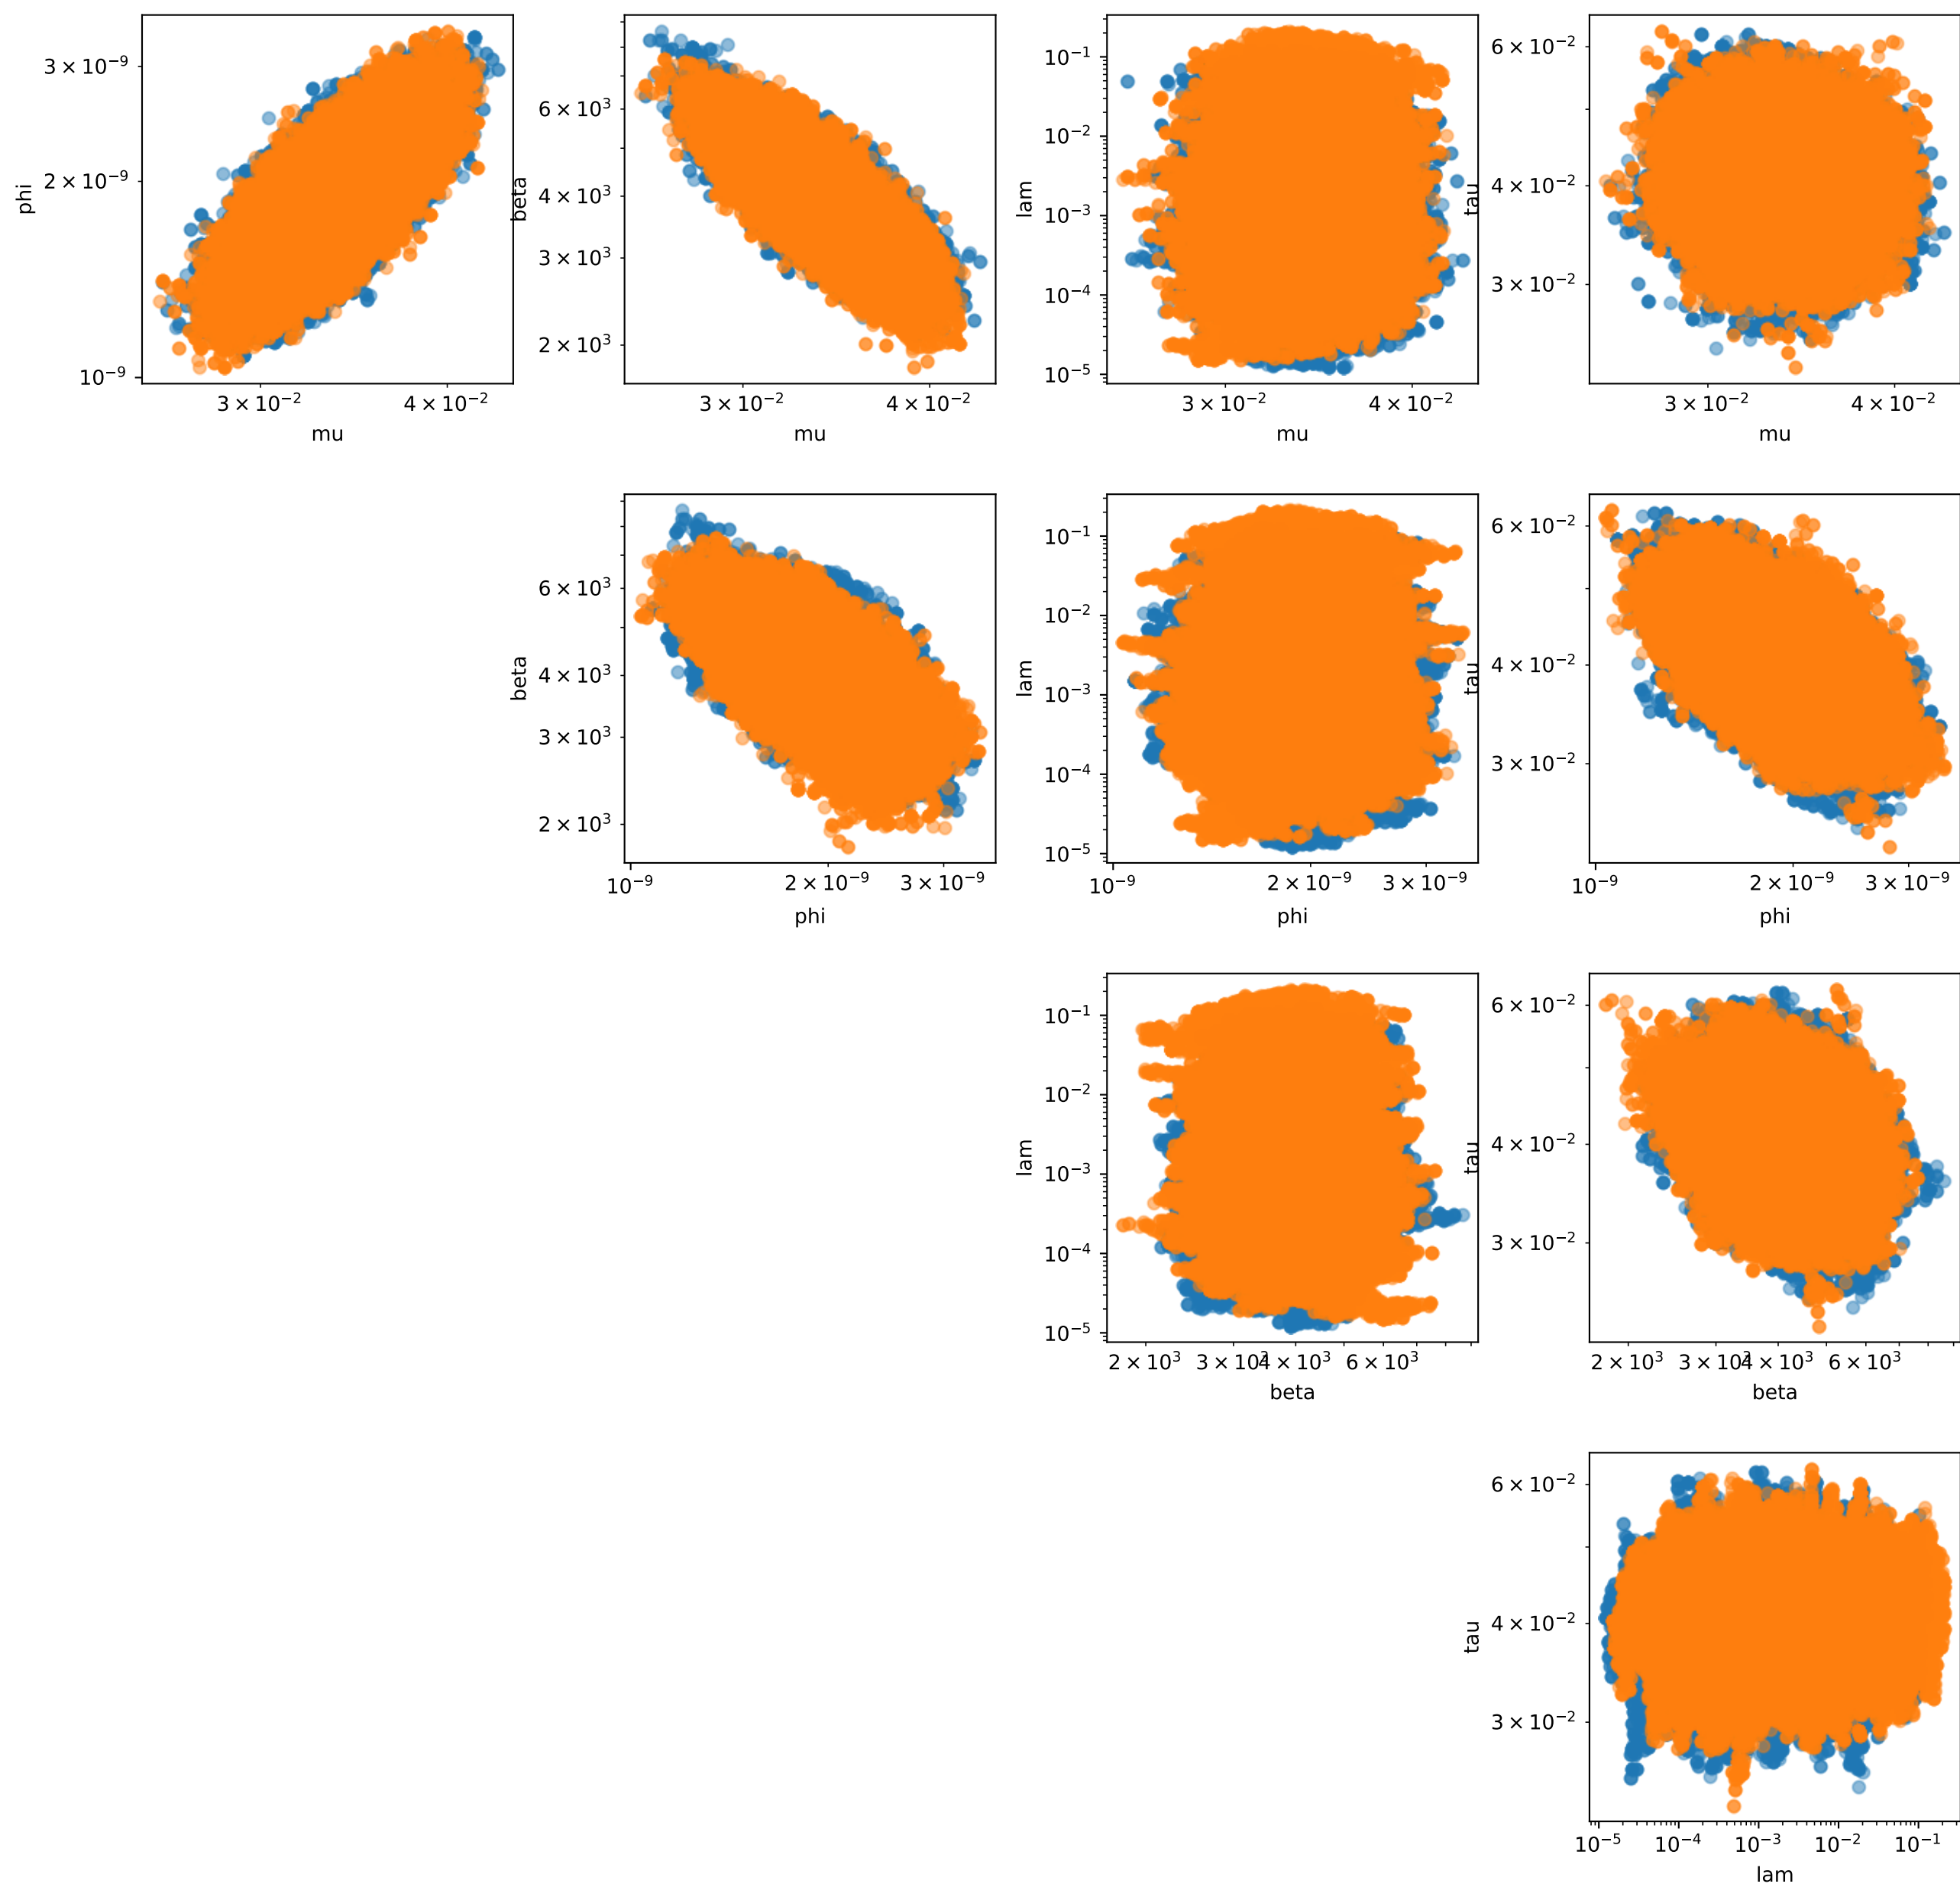 3 × 10⁻⁹
2 × 10⁻⁹
10⁻⁹
phi
3 × 10⁻² 4 × 10⁻²
mu
6 × 10³
4 × 10³
3 × 10³
2 × 10³
beta
3 × 10⁻² 4 × 10⁻²
mu
10⁻¹
10⁻²
10⁻³
10⁻⁴
10⁻⁵
lam
3 × 10⁻² 4 × 10⁻²
mu
6 × 10⁻²
4 × 10⁻²
3 × 10⁻²
tau
3 × 10⁻² 4 × 10⁻²
mu
6 × 10³
4 × 10³
3 × 10³
2 × 10³
beta
10⁻⁹ 2 × 10⁻⁹ 3 × 10⁻⁹
phi
10⁻¹
10⁻²
10⁻³
10⁻⁴
10⁻⁵
lam
10⁻⁹ 2 × 10⁻⁹ 3 × 10⁻⁹
phi
6 × 10⁻²
4 × 10⁻²
3 × 10⁻²
tau
10⁻⁹ 2 × 10⁻⁹ 3 × 10⁻⁹
phi
10⁻¹
10⁻²
10⁻³
10⁻⁴
10⁻⁵
lam
2 × 10³ 3 × 10³ 4 × 10³ 6 × 10³
beta
6 × 10⁻²
4 × 10⁻²
3 × 10⁻²
tau
2 × 10³ 3 × 10³ 4 × 10³ 6 × 10³
beta
6 × 10⁻²
4 × 10⁻²
3 × 10⁻²
tau
10⁻⁵ 10⁻⁴ 10⁻³ 10⁻² 10⁻¹
lam